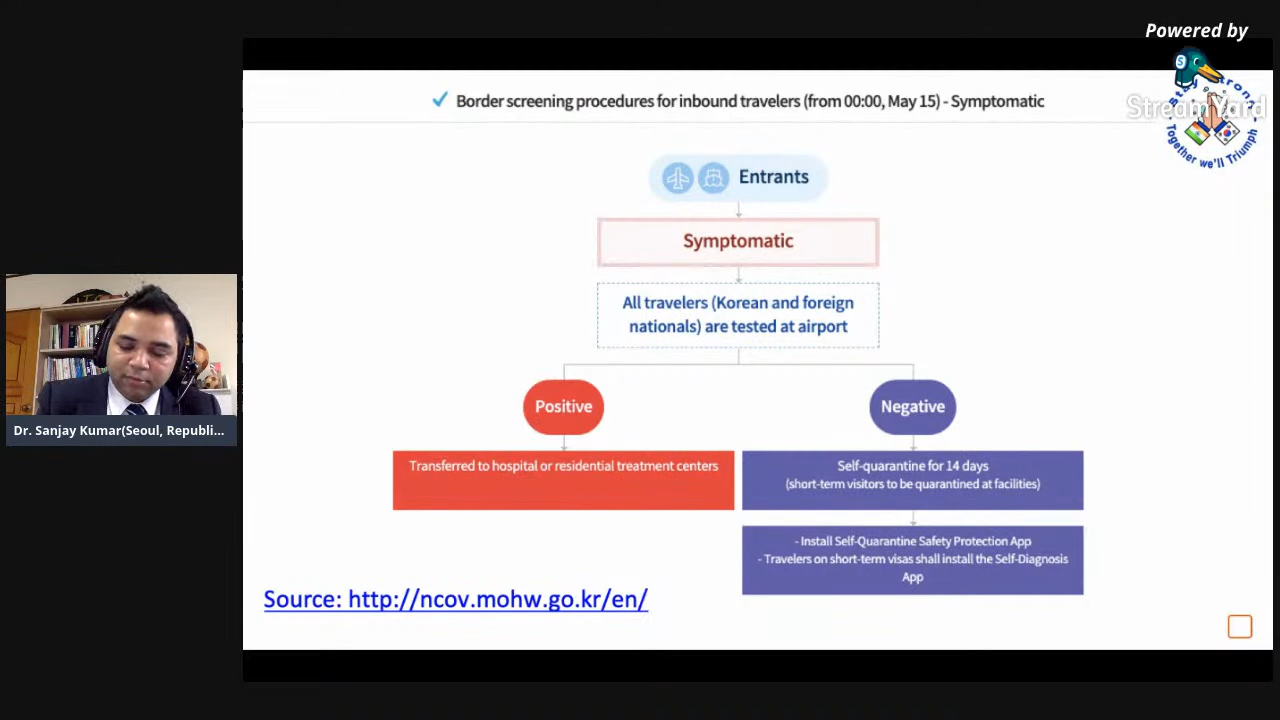 Powered by
S
StreamYard
Stay Strong
Together we'll Triumph
✓ Border screening procedures for inbound travelers (from 00:00, May 15) - Symptomatic
Entrants
Symptomatic
All travelers (Korean and foreign
nationals) are tested at airport
Positive
Negative
Transferred to hospital or residential treatment centers
Self-quarantine for 14 days
(short-term visitors to be quarantined at facilities)
- Install Self-Quarantine Safety Protection App
- Travelers on short-term visas shall install the Self-Diagnosis
App
Source: http://ncov.mohw.go.kr/en/
Dr. Sanjay Kumar(Seoul, Republi...